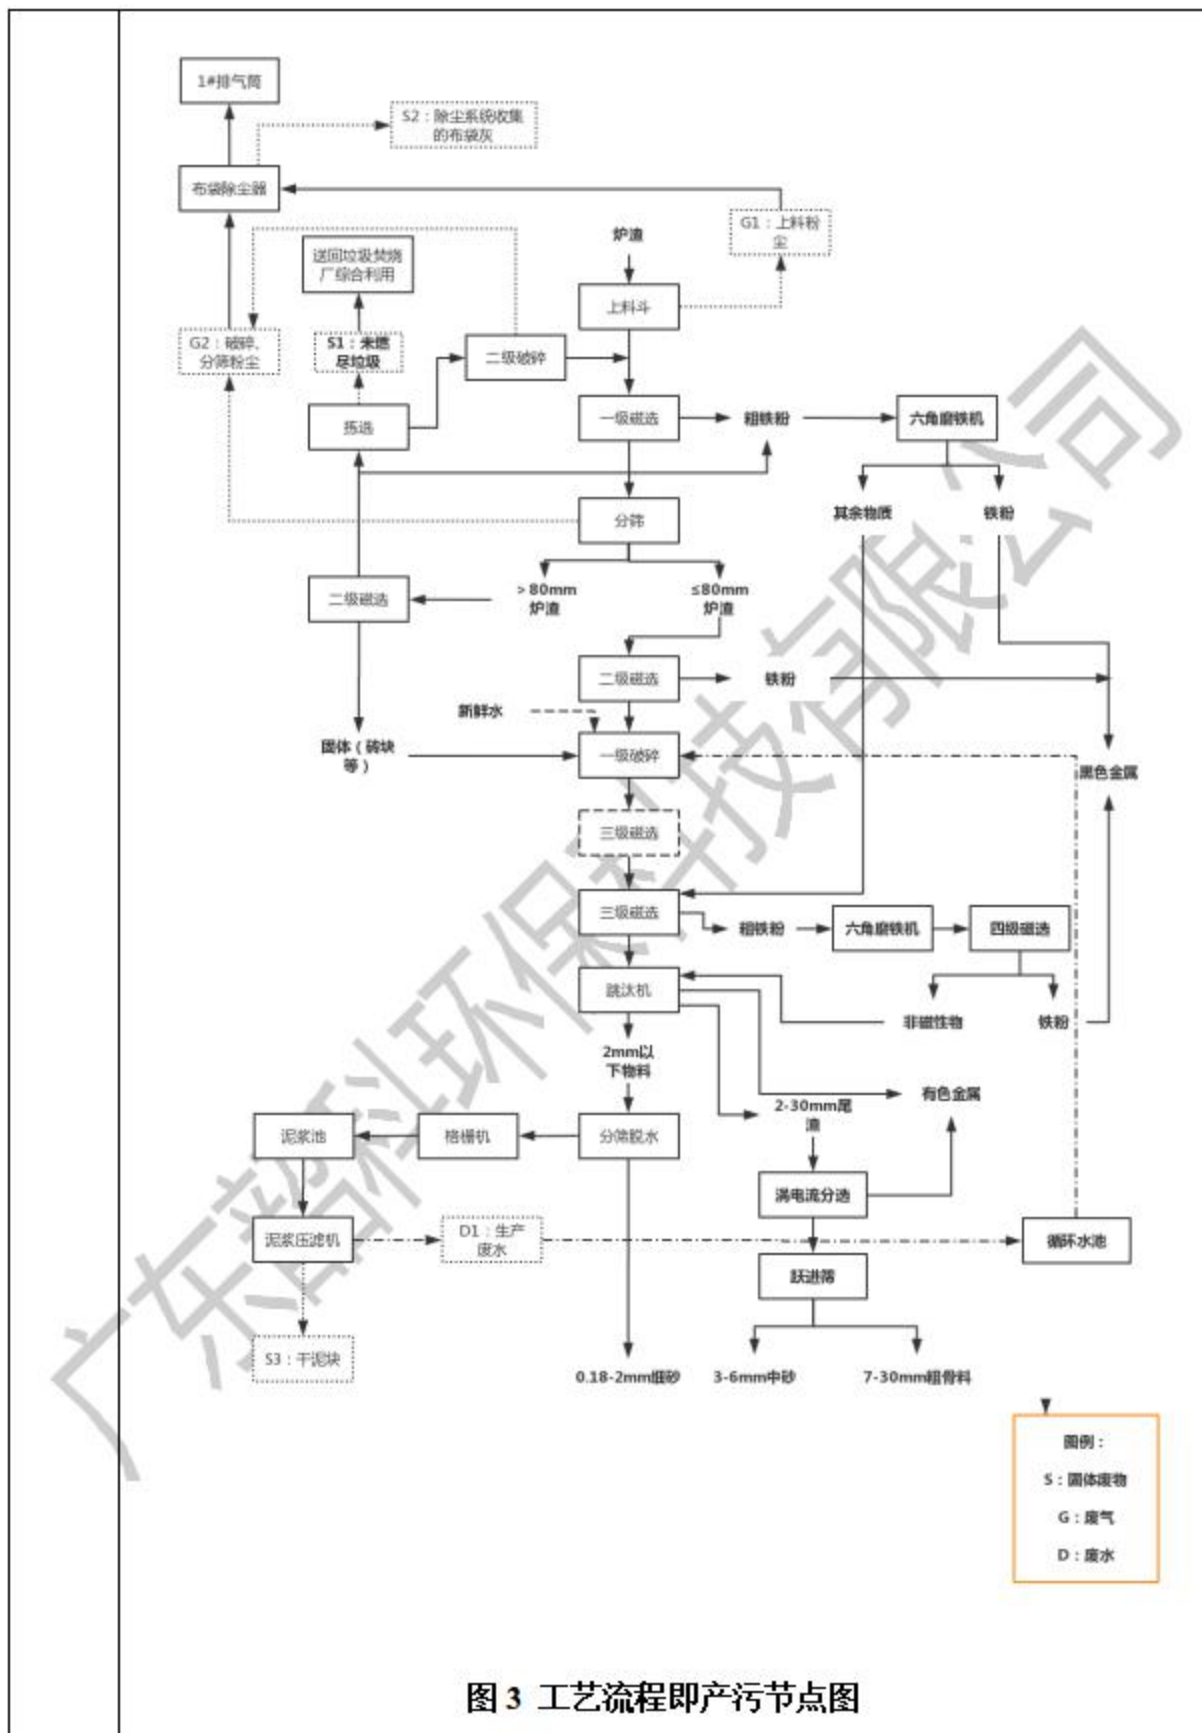 1#排气筒
S2：除尘系统收集
的布袋灰
布袋除尘器
G1：上料粉
尘
炉渣
送回垃圾焚烧
厂综合利用
上料斗
G2：破碎、
分筛粉尘
S1：未燃
尽垃圾
二级破碎
拣选
一级磁选
粗铁粉
六角磨铁机
分筛
其余物质
铁粉
二级磁选
＞80mm
炉渣
≤80mm
炉渣
二级磁选
铁粉
新鲜水
固体（砖块
等）
一级破碎
黑色金属
三级磁选
三级磁选
粗铁粉
六角磨铁机
四级磁选
跳汰机
非磁性物
铁粉
2mm以
下物料
有色金属
2-30mm尾
渣
泥浆池
格栅机
分筛脱水
涡电流分选
泥浆压滤机
D1：生产
废水
循环水池
跃进筛
S3：干泥块
0.18-2mm细砂
3-6mm中砂
7-30mm粗骨料
图例：
S：固体废物
G：废气
D：废水
广东韶科环保科技有限公司
图 3 工艺流程即产污节点图